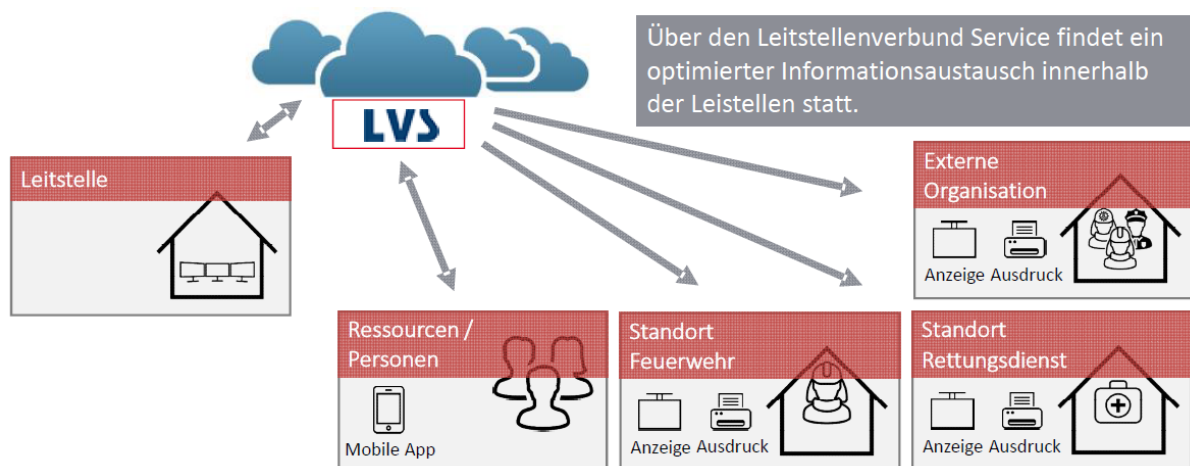 Über den Leitstellenverbund Service findet ein
optimierter Informationsaustausch innerhalb
der Leistellen statt.
LVS
Leitstelle
Externe
Organisation
Anzeige Ausdruck
Ressourcen /
Personen
Mobile App
Standort
Feuerwehr
Anzeige Ausdruck
Standort
Rettungsdienst
Anzeige Ausdruck